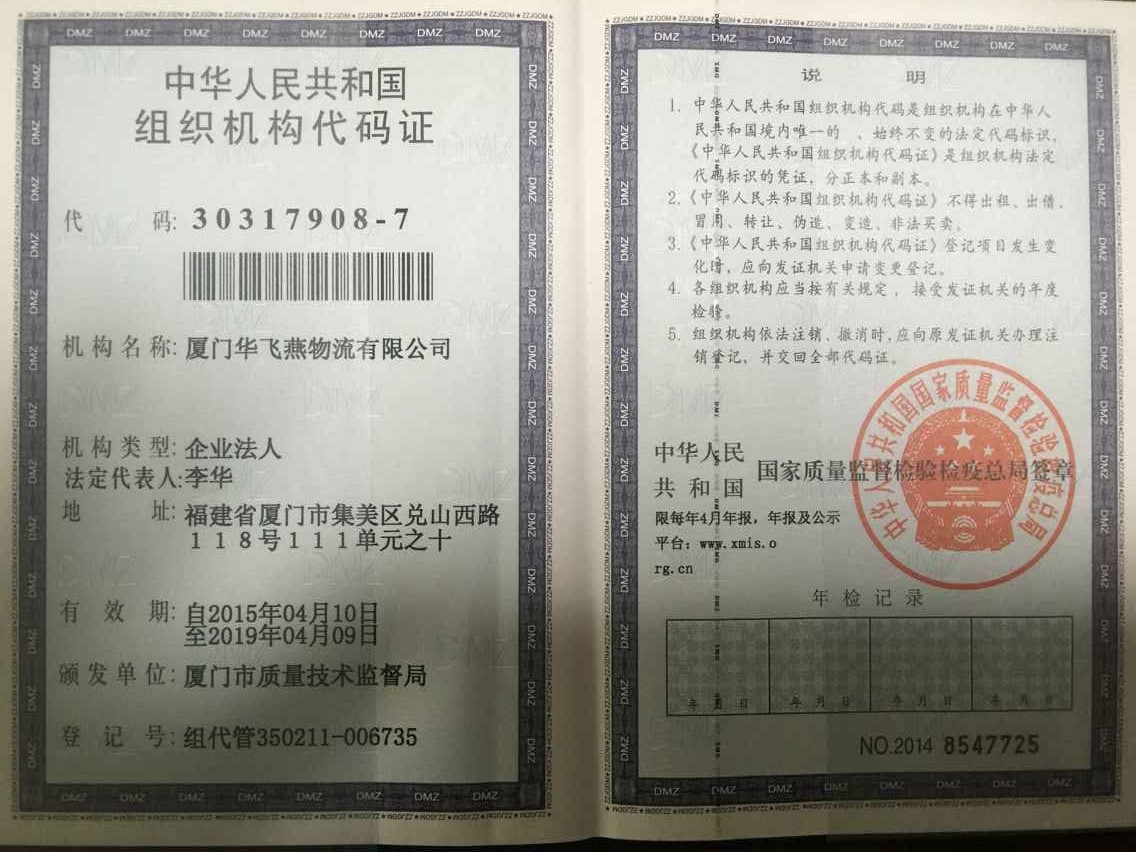 中华人民共和国
组织机构代码证
代 码: 30317908-7
机构名称: 厦门华飞燕物流有限公司
机构类型: 企业法人
法定代表人:李华
地 址: 福建省厦门市集美区兑山西路
118号111单元之十
有 效 期: 自2015年04月10日
至2019年04月09日
颁发单位: 厦门市质量技术监督局
登 记 号: 组代管350211-006735
说 明
1. 中华人民共和国组织机构代码是组织机构在中华人
民共和国境内唯一的 、始终不变的法定代码标识,
《中华人民共和国组织机构代码证》是组织机构法定
代码标识的凭证, 分正本和副本。
2.《中华人民共和国组织机构代码证》不得出租、出借、
冒用、转让、伪造、变造、非法买卖。
3.《中华人民共和国组织机构代码证》登记项目发生变
化时, 应向发证机关申请变更登记。
4. 各组织机构应当按有关规定, 接受发证机关的年度
检验。
5. 组织机构依法注销、撤消时, 应向原发证机关办理注
销登记, 并交回全部代码证。
中华人民
共和国 国家质量监督检验检疫总局签章
中华人民共和国国家质量监督检验检疫总局
限每年4月年报, 年报及公示
平台: www.xmis.o
rg.cn
年检记录
年 月 日 年 月 日 年 月 日 年 月 日
NO.2014 8547725